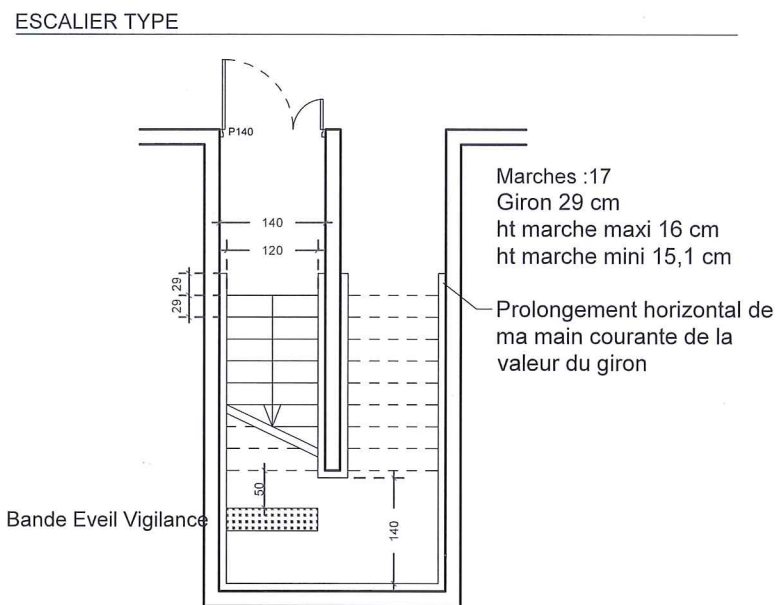 ESCALIER TYPE
P140
Marches :17
Giron 29 cm
ht marche maxi 16 cm
ht marche mini 15,1 cm
140
120
29
29
Prolongement horizontal de
ma main courante de la
valeur du giron
50
Bande Eveil Vigilance
140